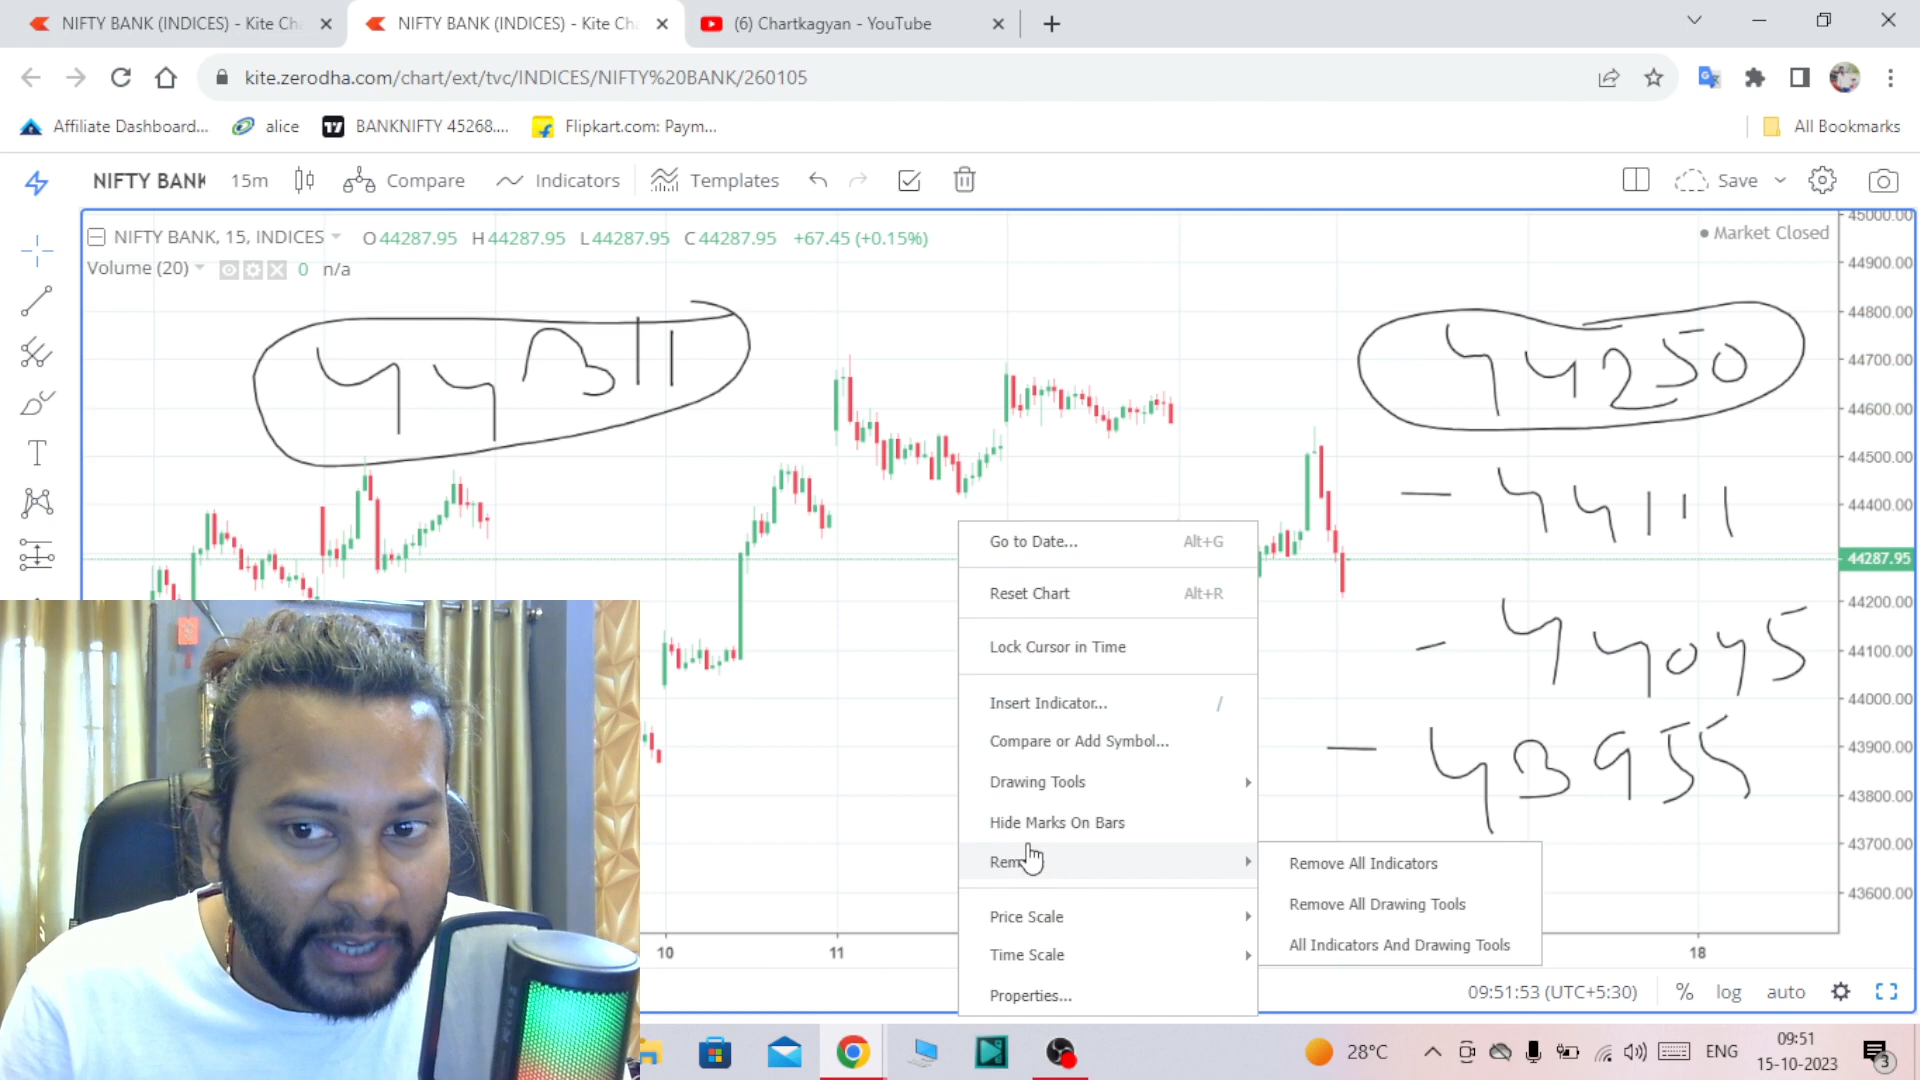 NIFTY BANK (INDICES) - Kite Ch
NIFTY BANK (INDICES) - Kite Ch
(6) Chartkagyan - YouTube
kite.zerodha.com/chart/ext/tvc/INDICES/NIFTY%20BANK/260105
Affiliate Dashboard...
alice
BANKNIFTY 45268....
Flipkart.com: Paym...
All Bookmarks
NIFTY BANK
15m
Compare
Indicators
Templates
Save
NIFTY BANK, 15, INDICES
O44287.95 H44287.95 L44287.95 C44287.95 +67.45 (+0.15%)
Market Closed
Volume (20)
0 n/a
45000.00
44900.00
44800.00
44700.00
44600.00
44500.00
44400.00
44287.95
44200.00
44100.00
44000.00
43900.00
43800.00
43700.00
43600.00
44311
44250
- 44111
- 44045
- 43955
Go to Date... Alt+G
Reset Chart Alt+R
Lock Cursor in Time
Insert Indicator... /
Compare or Add Symbol...
Drawing Tools
Hide Marks On Bars
Price Scale
Time Scale
Properties...
Remove All Indicators
Remove All Drawing Tools
All Indicators And Drawing Tools
10
11
18
09:51:53 (UTC+5:30)
%
log
auto
28°C
ENG
09:51
15-10-2023
3